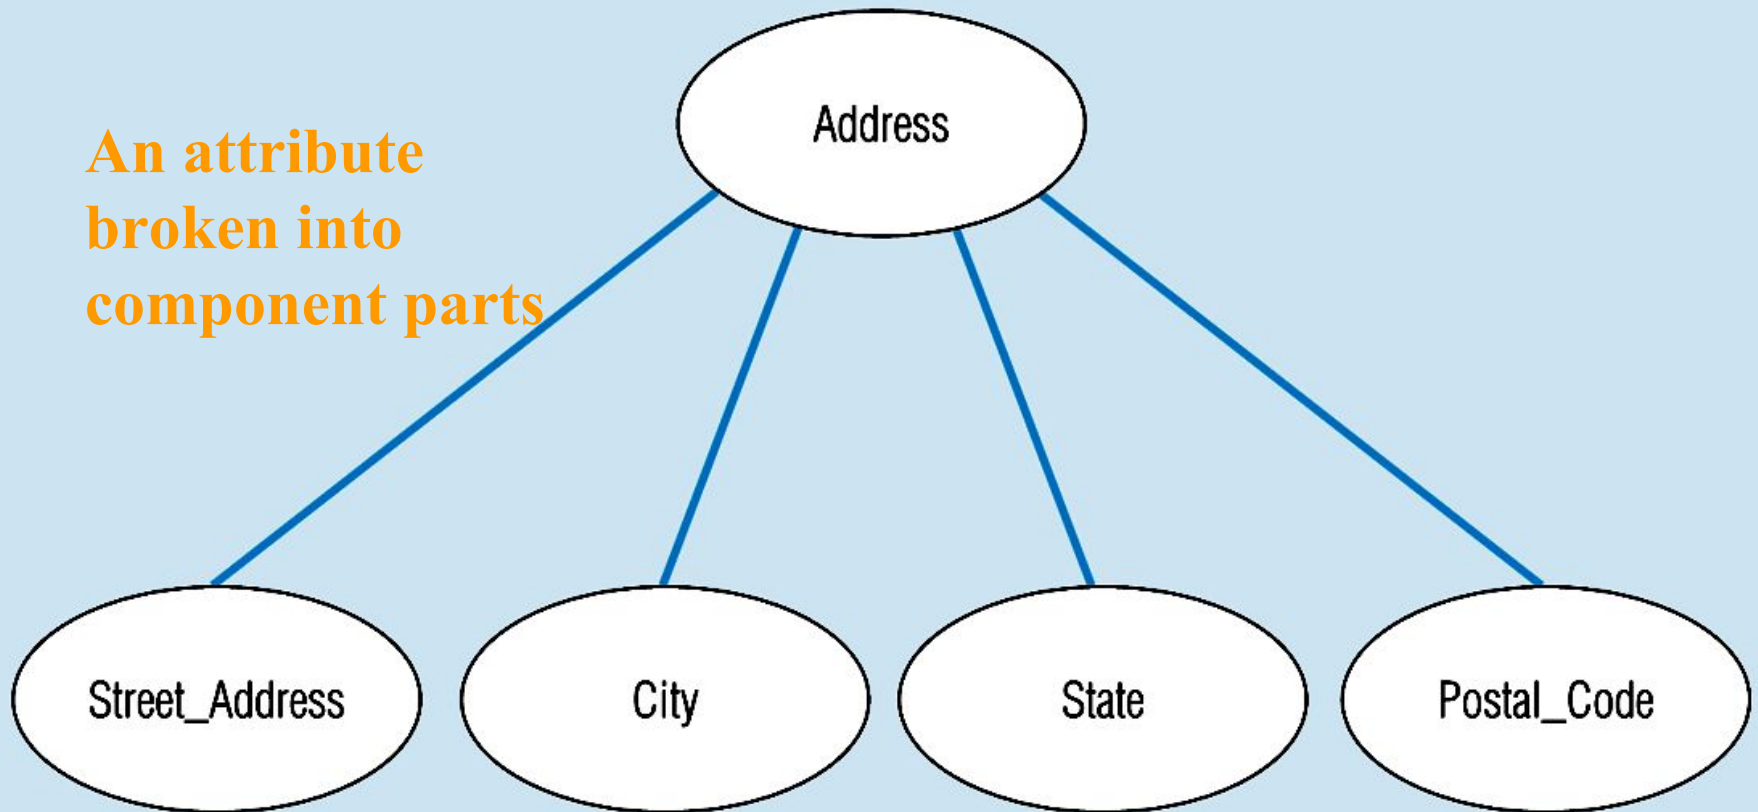 Address
An attribute
broken into
component parts
Street_Address
City
State
Postal_Code